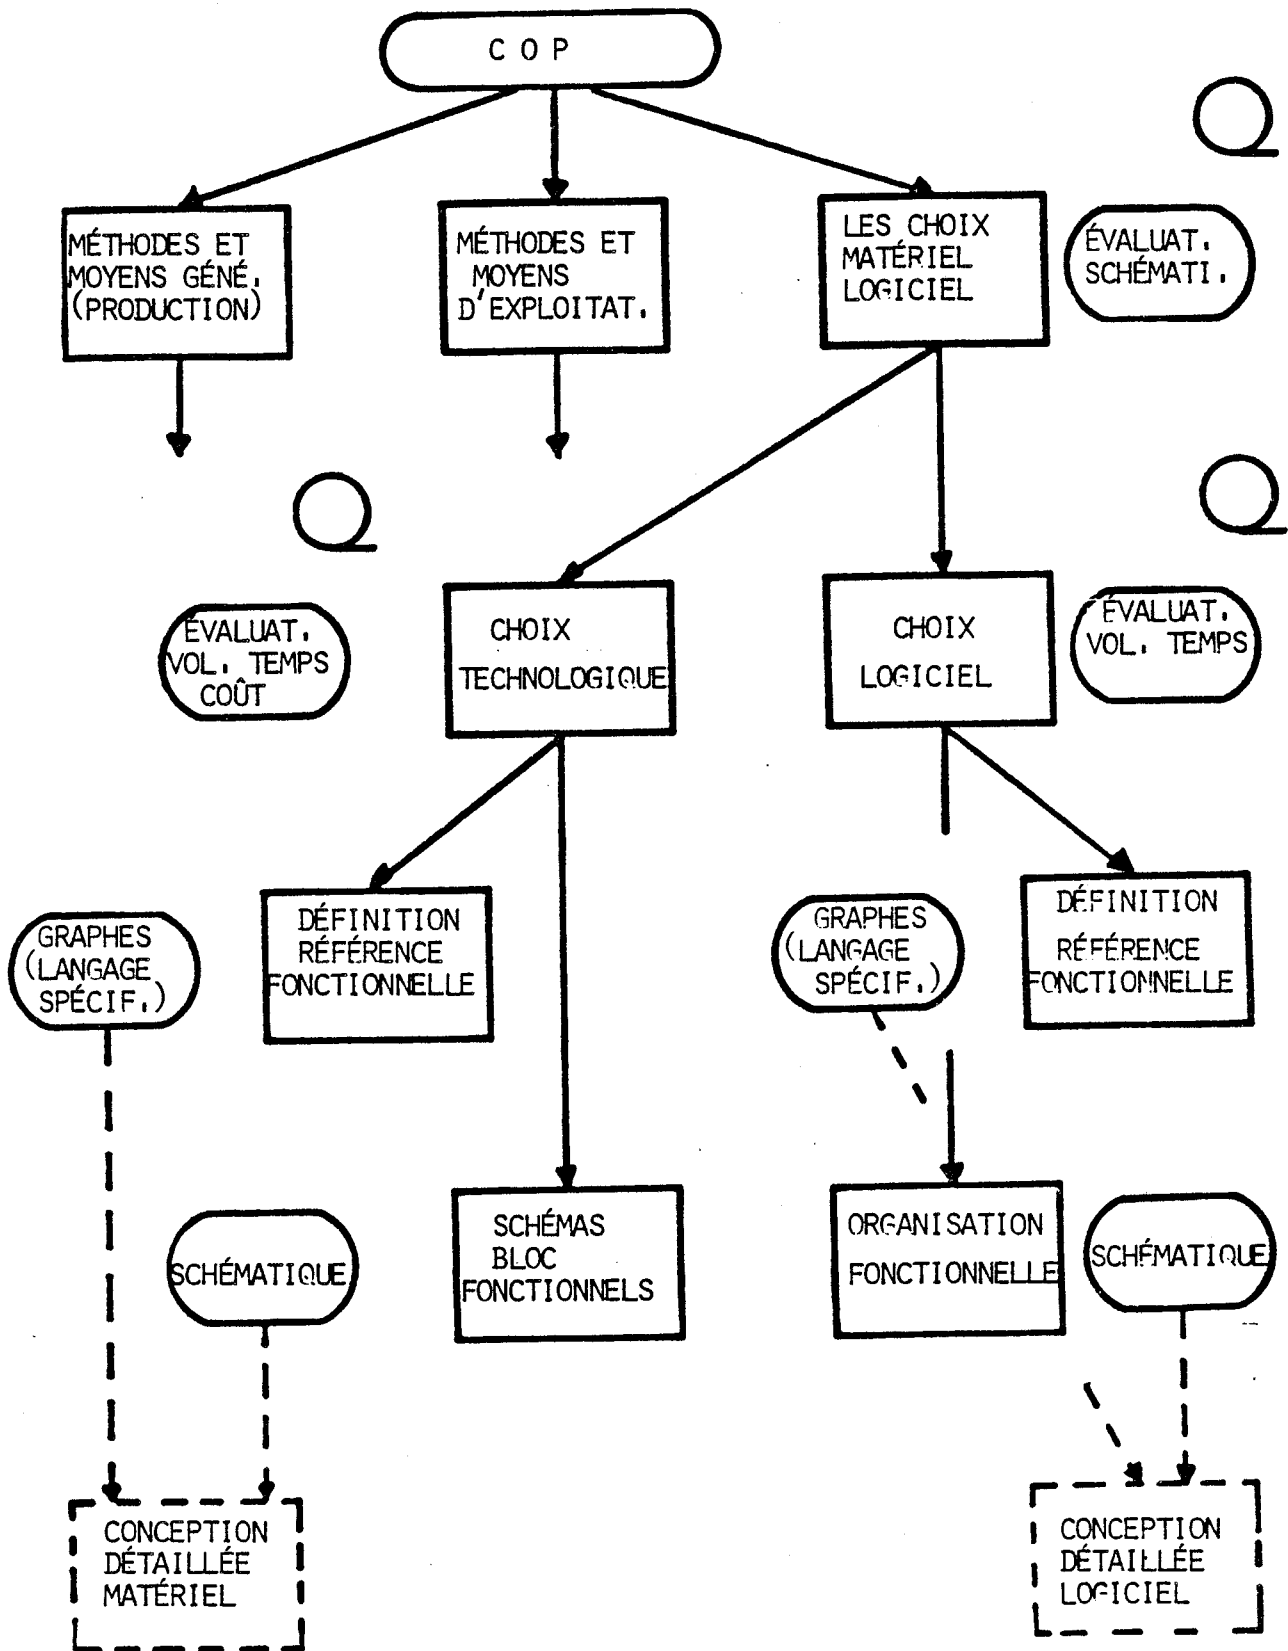 C O P
MÉTHODES ET
MOYENS GÉNÉ.
(PRODUCTION)
MÉTHODES ET
MOYENS
D'EXPLOITAT.
LES CHOIX
MATÉRIEL
LOGICIEL
ÉVALUAT.
SCHÉMATI.
ÉVALUAT.
VOL. TEMPS
COÛT
CHOIX
TECHNOLOGIQUE
CHOIX
LOGICIEL
ÉVALUAT.
VOL. TEMPS
GRAPHES
(LANGAGE
SPÉCIF.)
DÉFINITION
RÉFÉRENCE
FONCTIONNELLE
GRAPHES
(LANGAGE
SPÉCIF.)
DÉFINITION
RÉFÉRENCE
FONCTIONNELLE
SCHÉMATIQUE
SCHÉMAS
BLOC
FONCTIONNELS
ORGANISATION
FONCTIONNELLE
SCHÉMATIQUE
CONCEPTION
DÉTAILLÉE
MATÉRIEL
CONCEPTION
DÉTAILLÉE
LOGICIEL